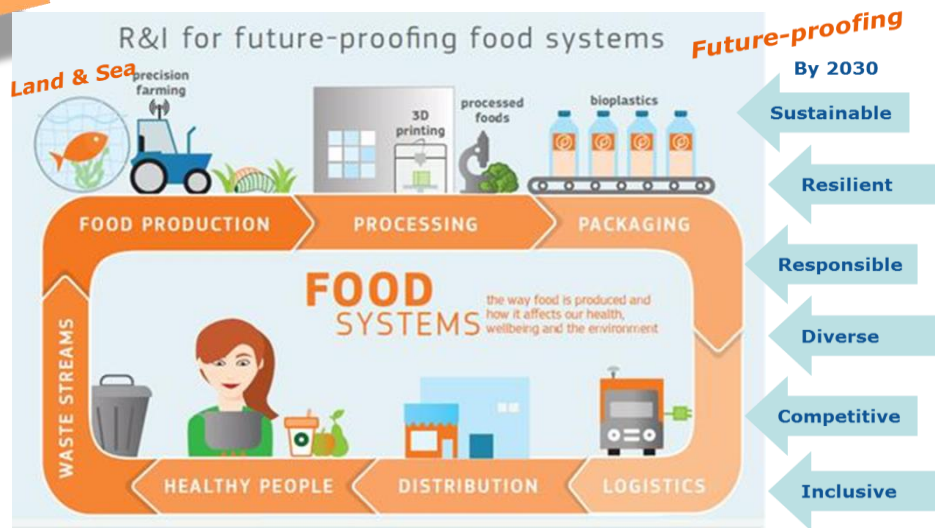 R&I for future-proofing food systems
Future-proofing
By 2030
Land & Sea
precision
farming
3D
printing
processed
foods
bioplastics
Sustainable
Resilient
Responsible
Diverse
Competitive
Inclusive
FOOD PRODUCTION
PROCESSING
PACKAGING
FOOD
SYSTEMS
the way food is produced and
how it affects our health,
wellbeing and the environment
WASTE STREAMS
HEALTHY PEOPLE
DISTRIBUTION
LOGISTICS